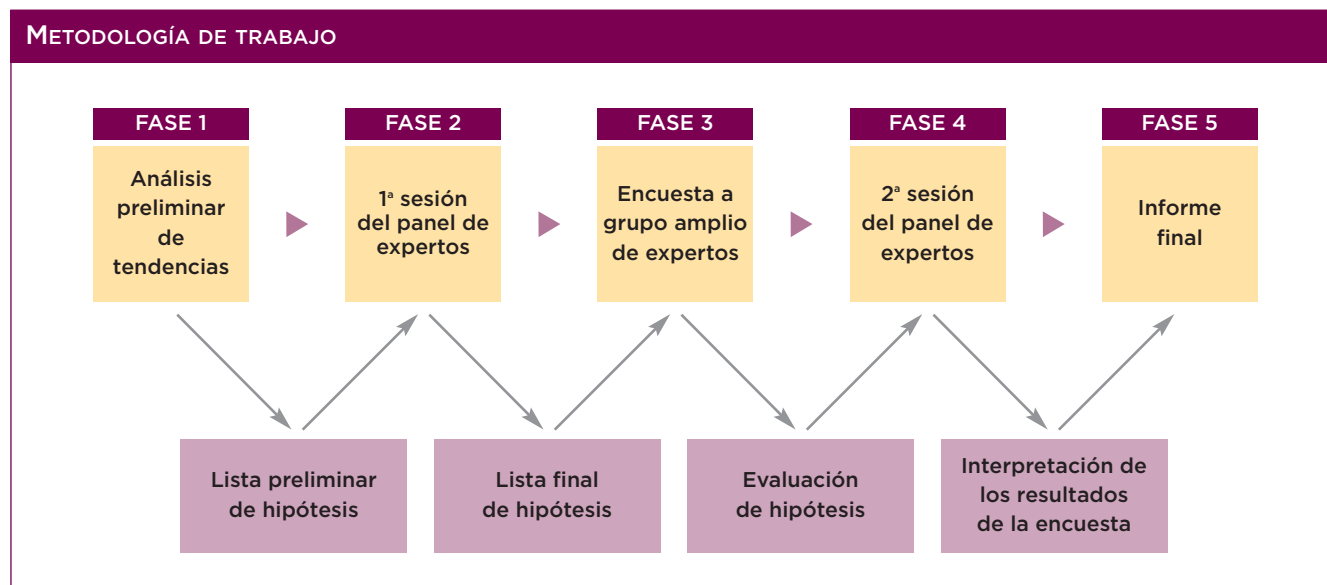 METODOLOGÍA DE TRABAJO
FASE 1
Análisis
preliminar
de
tendencias
FASE 2
1ª sesión
del panel de
expertos
FASE 3
Encuesta a
grupo amplio
de expertos
FASE 4
2ª sesión
del panel de
expertos
FASE 5
Informe
final
Lista preliminar
de hipótesis
Lista final
de hipótesis
Evaluación
de hipótesis
Interpretación de
los resultados
de la encuesta